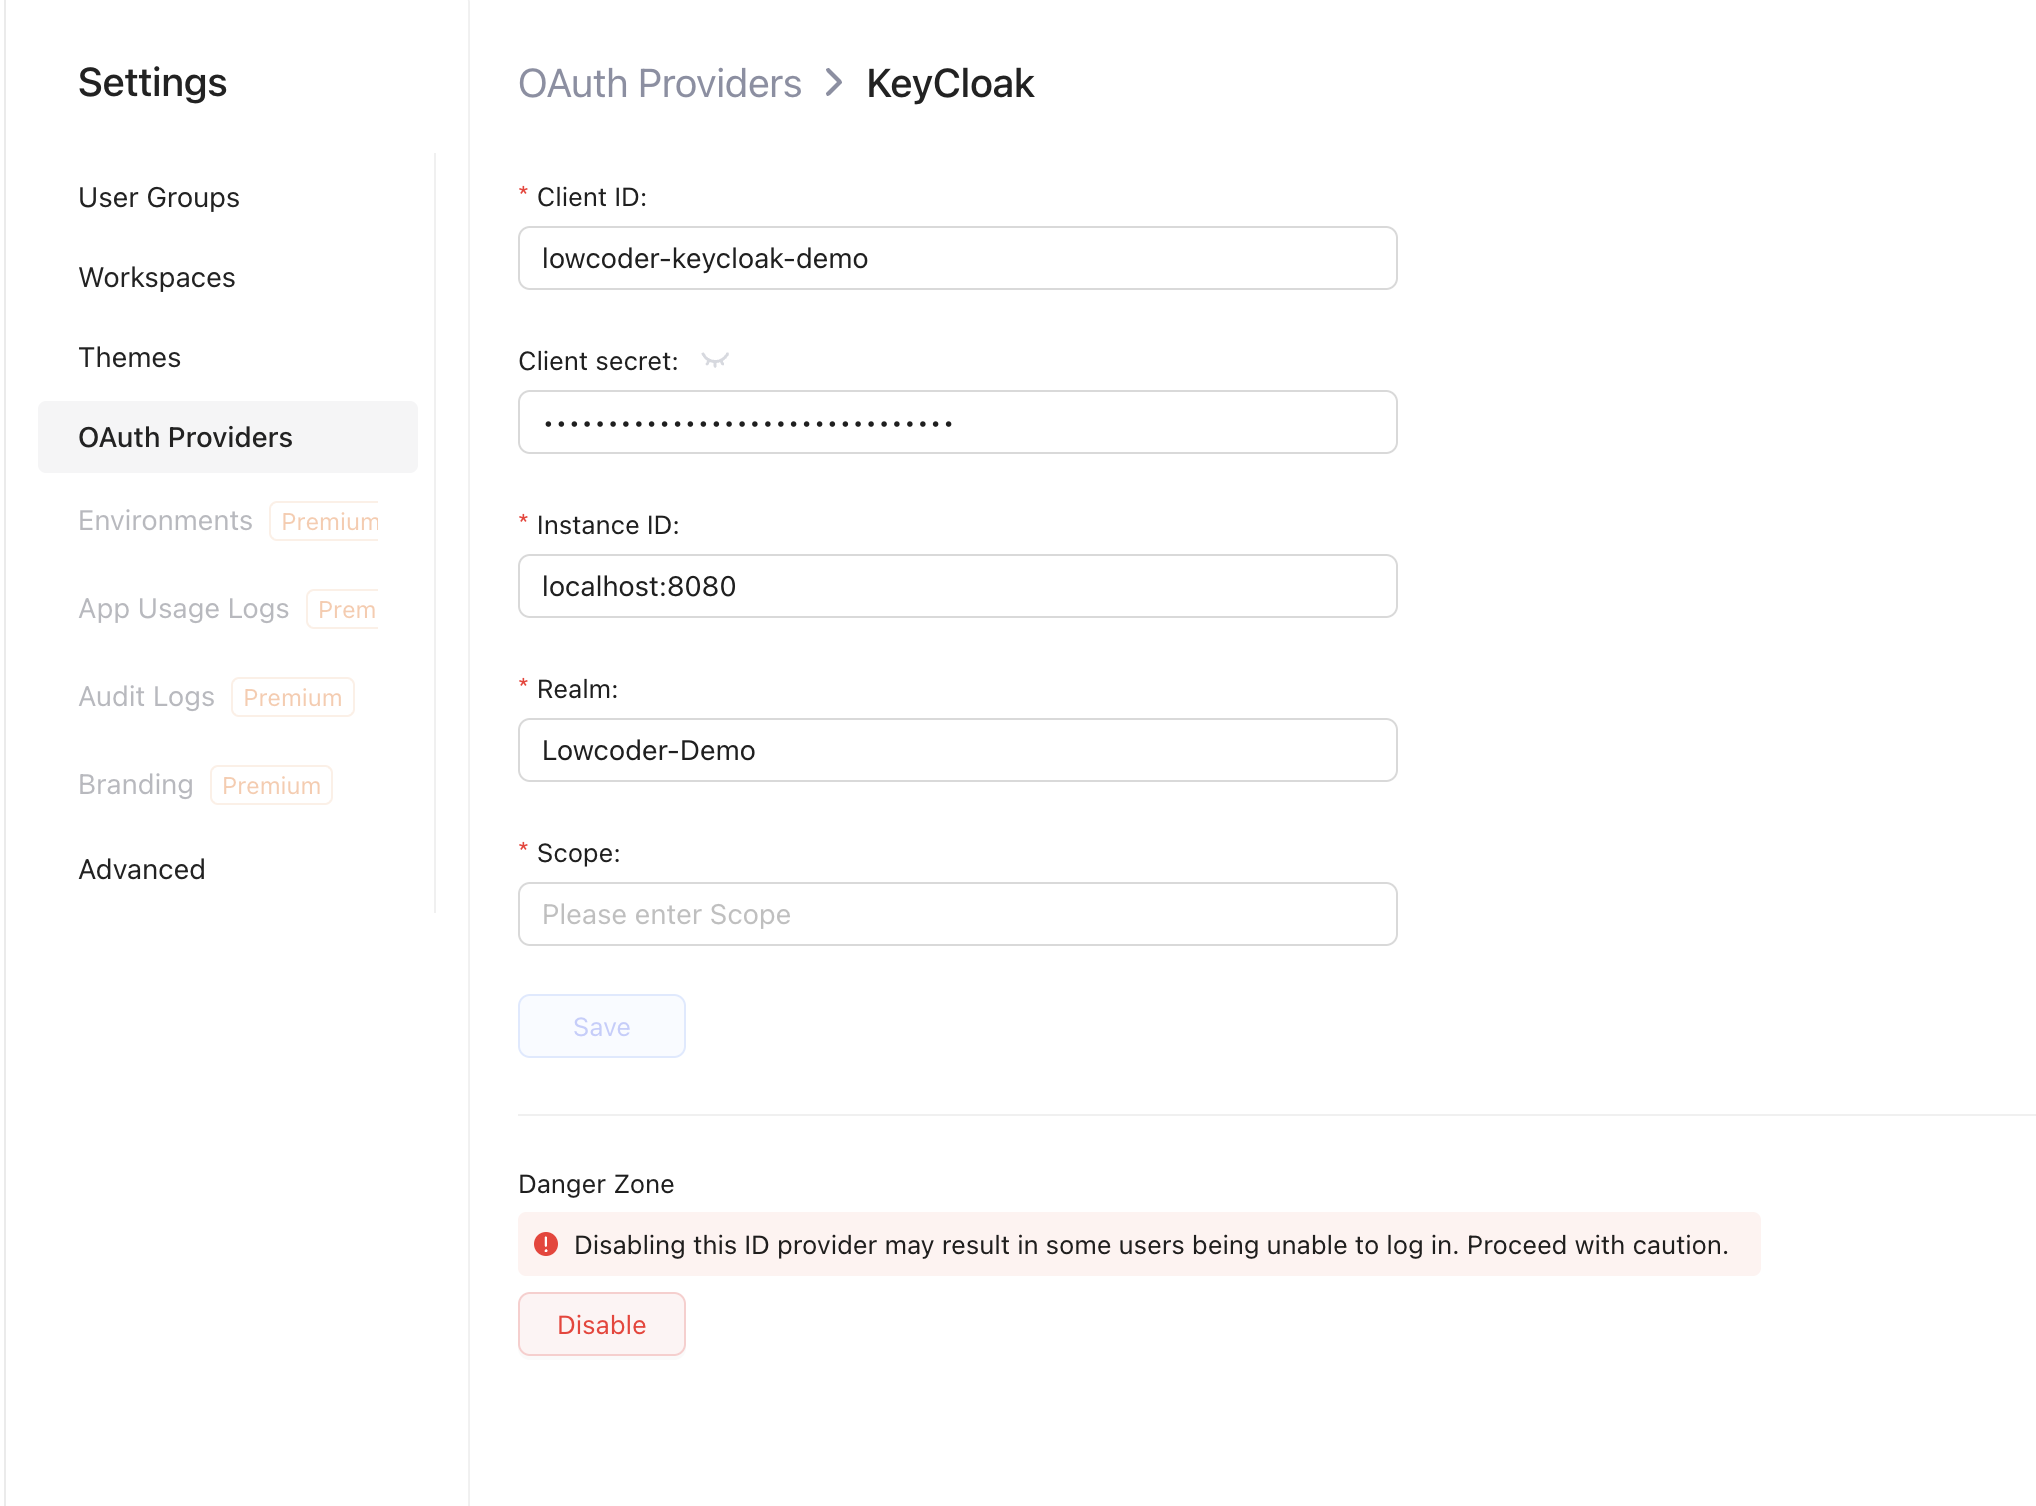 Settings
User Groups
Workspaces
Themes
OAuth Providers
Environments Premium
App Usage Logs Prem
Audit Logs Premium
Branding Premium
Advanced
OAuth Providers > KeyCloak
* Client ID:
lowcoder-keycloak-demo
Client secret:
••••••••••••••••••••••••••••••••
* Instance ID:
localhost:8080
* Realm:
Lowcoder-Demo
* Scope:
Please enter Scope
Save
Danger Zone
Disabling this ID provider may result in some users being unable to log in. Proceed with caution.
Disable